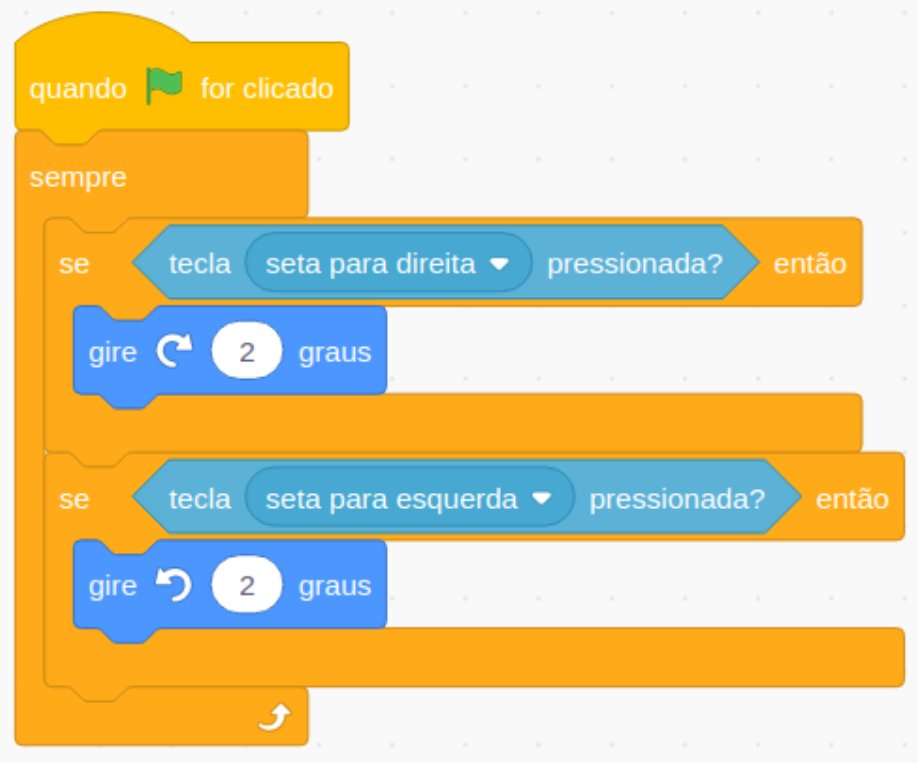 quando for clicado
sempre
se tecla seta para direita pressionada? então
gire 2 graus
se tecla seta para esquerda pressionada? então
gire 2 graus